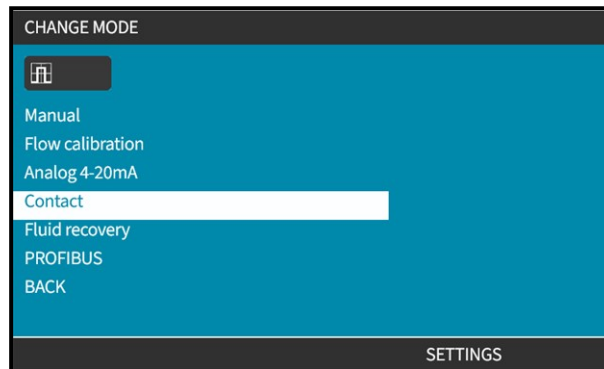 CHANGE MODE
Manual
Flow calibration
Analog 4-20mA
Contact
Fluid recovery
PROFIBUS
BACK
SETTINGS